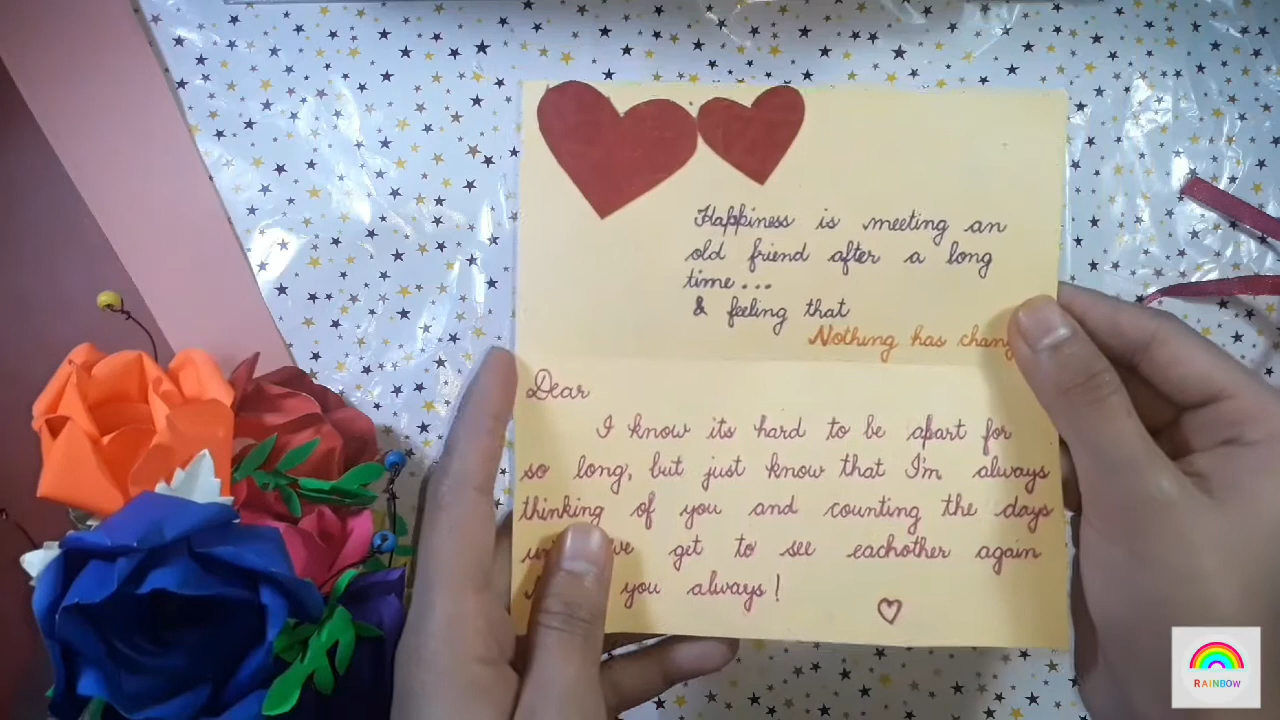 Happiness is meeting an
old friend after a long
time...
& feeling that
Nothing has
Dear
I know its hard to be apart for
so long, but just know that I'm always
thinking of you and counting the days
get to see eachother again
you always!
RAINBOW